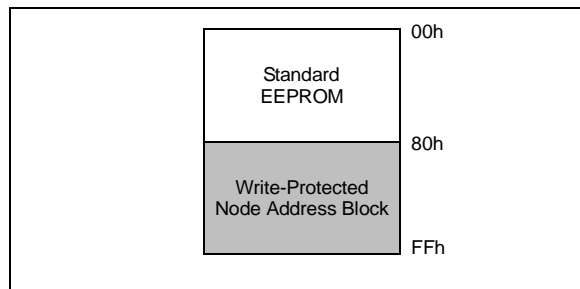 00h
Standard
EEPROM
80h
Write-Protected
Node Address Block
FFh